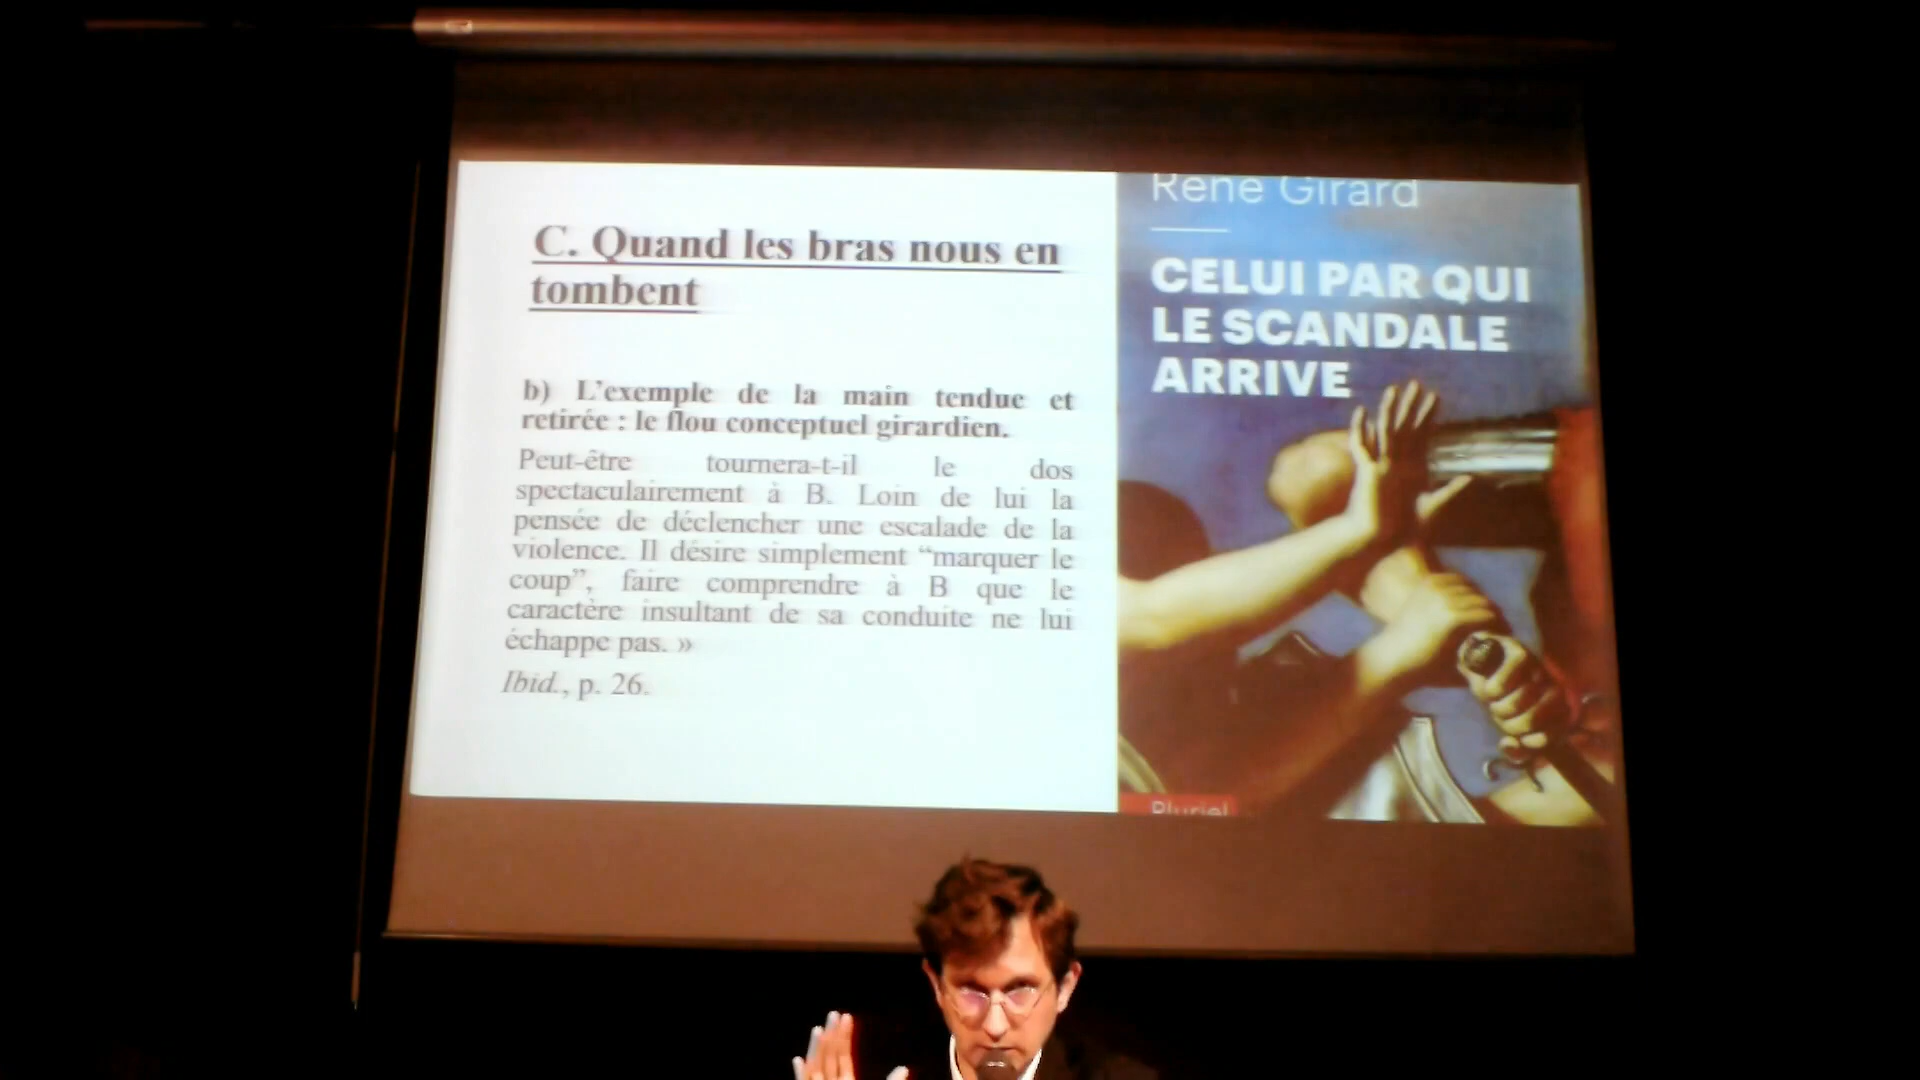 C. Quand les bras nous en
tombent
b) L'exemple de la main tendue et
retirée : le flou conceptuel girardien.
Peut-être tournera-t-il le dos
spectaculairement à B. Loin de lui la
pensée de déclencher une escalade de la
violence. Il désire simplement “marquer le
coup”, faire comprendre à B que le
caractère insultant de sa conduite ne lui
échappe pas. »
Ibid., p. 26.
René Girard
CELUI PAR QUI
LE SCANDALE
ARRIVE
Pluriel